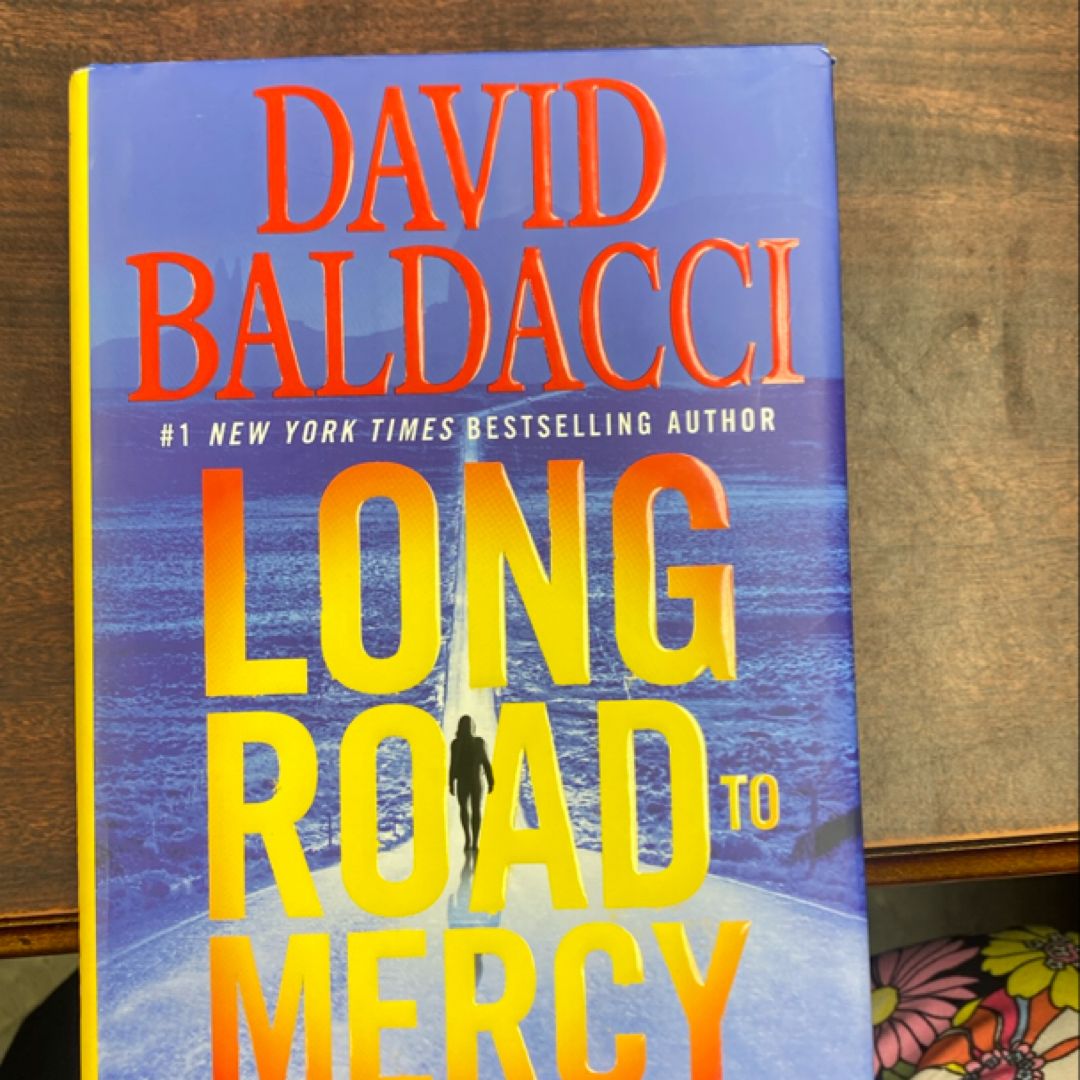 DAVID
BALDACCI
#1 NEW YORK TIMES BESTSELLING AUTHOR
LONG
ROAD TO
MERCY